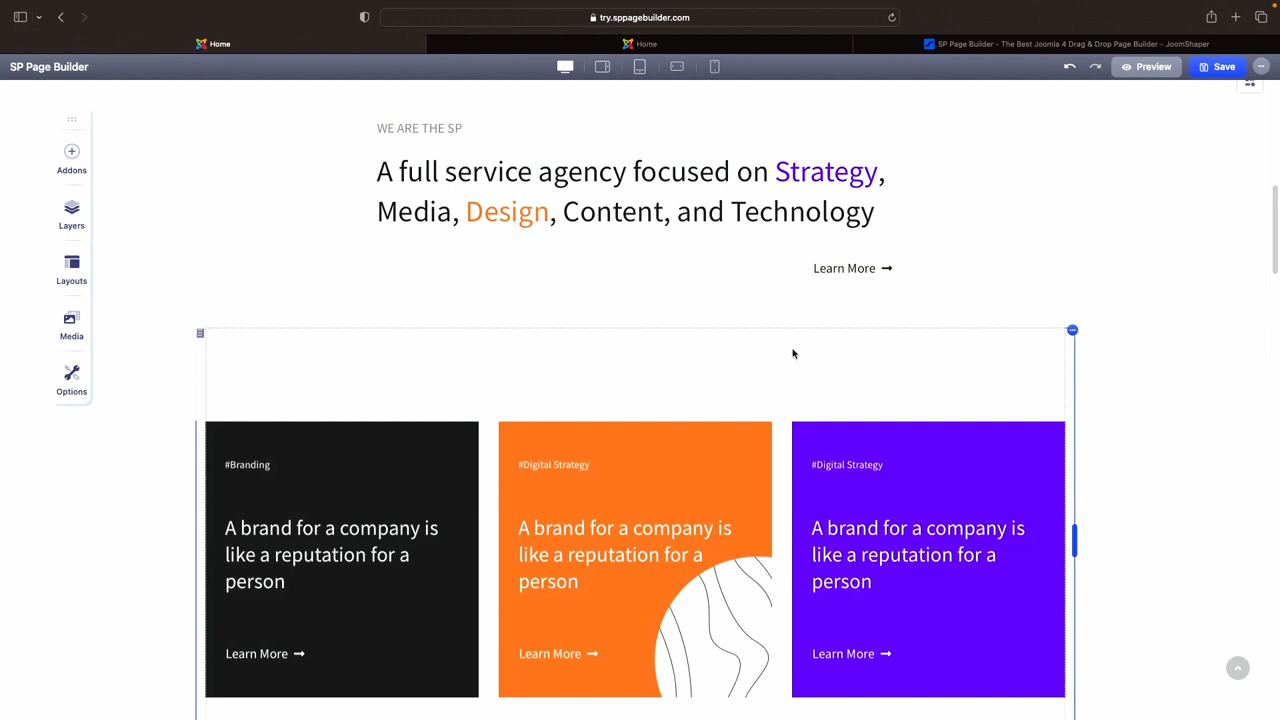 try.sppagebuilder.com
Home
Home
SP Page Builder - The Best Joomla 4 Drag & Drop Page Builder - JoomShaper
SP Page Builder
Preview
Save
Addons
Layers
Layouts
Media
Options
WE ARE THE SP
A full service agency focused on Strategy,
Media, Design, Content, and Technology
Learn More
#Branding
A brand for a company is
like a reputation for a
person
Learn More
#Digital Strategy
A brand for a company is
like a reputation for a
person
Learn More
#Digital Strategy
A brand for a company is
like a reputation for a
person
Learn More